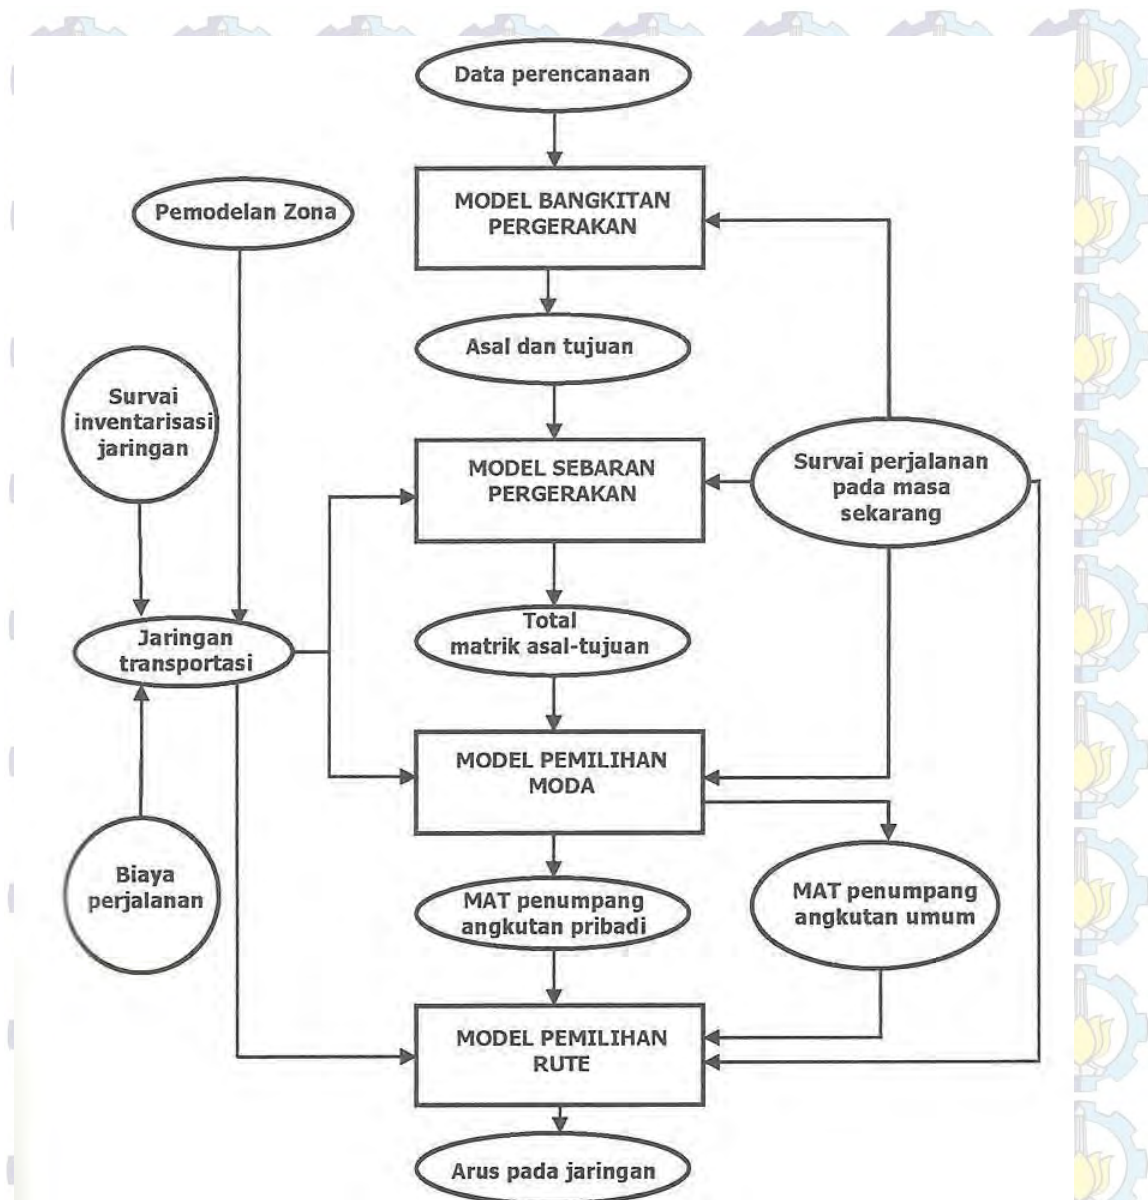 Data perencanaan
MODEL BANGKITAN
PERGERAKAN
Pemodelan Zona
Asal dan tujuan
Survai
inventarisasi
jaringan
MODEL SEBARAN
PERGERAKAN
Survai perjalanan
pada masa
sekarang
Total
matrik asal-tujuan
Jaringan
transportasi
MODEL PEMILIHAN
MODA
Biaya
perjalanan
MAT penumpang
angkutan pribadi
MAT penumpang
angkutan umum
MODEL PEMILIHAN
RUTE
Arus pada jaringan